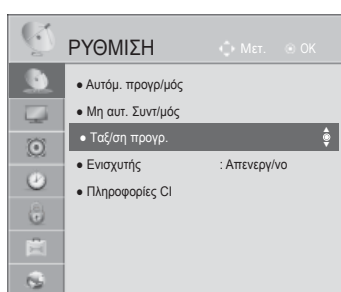 ΡΥΘΜΙΣΗ Μετ. OK
● Αυτόμ. προγρ/μός
● Μη αυτ. Συντ/μός
● Ταξ/ση προγρ.
● Ενισχυτής : Απενεργ/νο
● Πληροφορίες CI